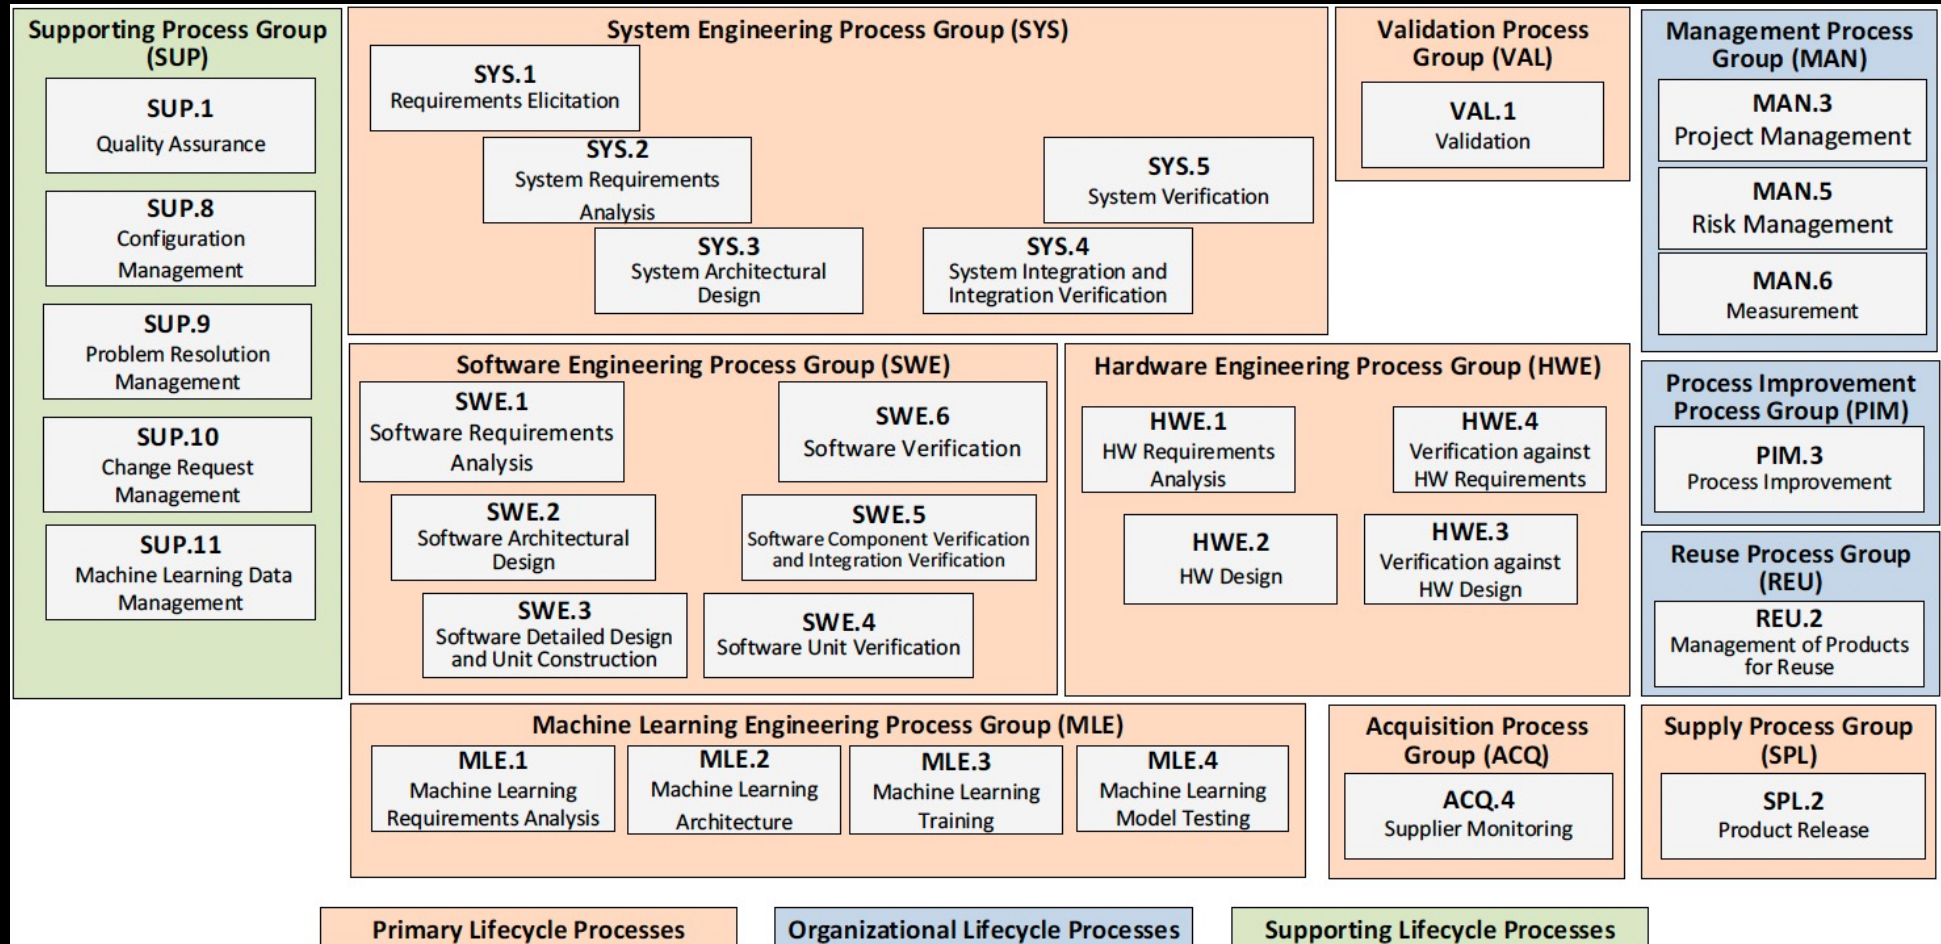 Supporting Process Group
(SUP)
SUP.1
Quality Assurance
SUP.8
Configuration
Management
SUP.9
Problem Resolution
Management
SUP.10
Change Request
Management
SUP.11
Machine Learning Data
Management
System Engineering Process Group (SYS)
SYS.1
Requirements Elicitation
SYS.2
System Requirements
Analysis
SYS.3
System Architectural
Design
SYS.4
System Integration and
Integration Verification
SYS.5
System Verification
Validation Process
Group (VAL)
VAL.1
Validation
Management Process
Group (MAN)
MAN.3
Project Management
MAN.5
Risk Management
MAN.6
Measurement
Software Engineering Process Group (SWE)
SWE.1
Software Requirements
Analysis
SWE.2
Software Architectural
Design
SWE.3
Software Detailed Design
and Unit Construction
SWE.4
Software Unit Verification
SWE.5
Software Component Verification
and Integration Verification
SWE.6
Software Verification
Hardware Engineering Process Group (HWE)
HWE.1
HW Requirements
Analysis
HWE.2
HW Design
HWE.3
Verification against
HW Design
HWE.4
Verification against
HW Requirements
Process Improvement
Process Group (PIM)
PIM.3
Process Improvement
Reuse Process Group
(REU)
REU.2
Management of Products
for Reuse
Machine Learning Engineering Process Group (MLE)
MLE.1
Machine Learning
Requirements Analysis
MLE.2
Machine Learning
Architecture
MLE.3
Machine Learning
Training
MLE.4
Machine Learning
Model Testing
Acquisition Process
Group (ACQ)
ACQ.4
Supplier Monitoring
Supply Process Group
(SPL)
SPL.2
Product Release
Primary Lifecycle Processes
Organizational Lifecycle Processes
Supporting Lifecycle Processes